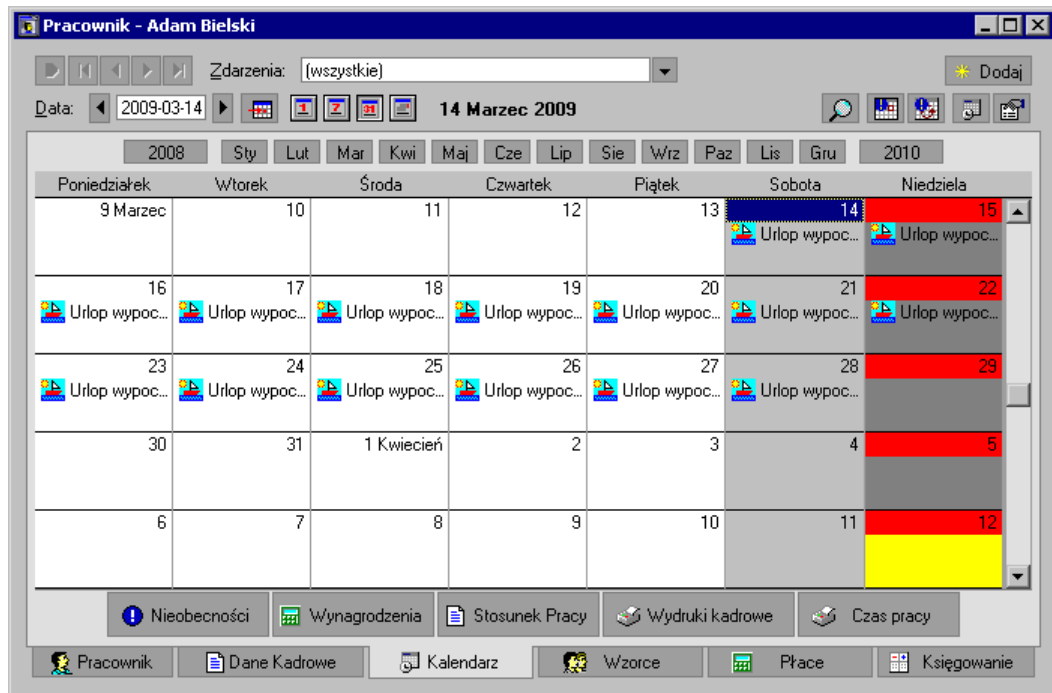 Pracownik - Adam Bielski
Zdarzenia: (wszystkie) Dodaj
Data: 2009-03-14 1 7 31 14 Marzec 2009
2008 Sty Lut Mar Kwi Maj Cze Lip Sie Wrz Paz Lis Gru 2010
Poniedziałek Wtorek Środa Czwartek Piątek Sobota Niedziela
9 Marzec 10 11 12 13 14 15
Urlop wypoc... Urlop wypoc...
16 17 18 19 20 21 22
Urlop wypoc... Urlop wypoc... Urlop wypoc... Urlop wypoc... Urlop wypoc... Urlop wypoc... Urlop wypoc...
23 24 25 26 27 28 29
Urlop wypoc... Urlop wypoc... Urlop wypoc... Urlop wypoc... Urlop wypoc... Urlop wypoc...
30 31 1 Kwiecień 2 3 4 5
6 7 8 9 10 11 12
Nieobecności Wynagrodzenia Stosunek Pracy Wydruki kadrowe Czas pracy
Pracownik Dane Kadrowe Kalendarz Wzorce Płace Księgowanie